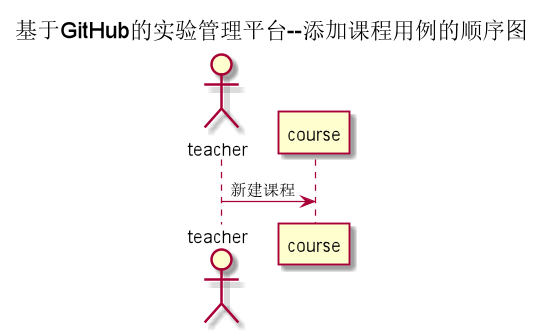 基于GitHub的实验管理平台--添加课程用例的顺序图
teacher
course
新建课程
teacher
course